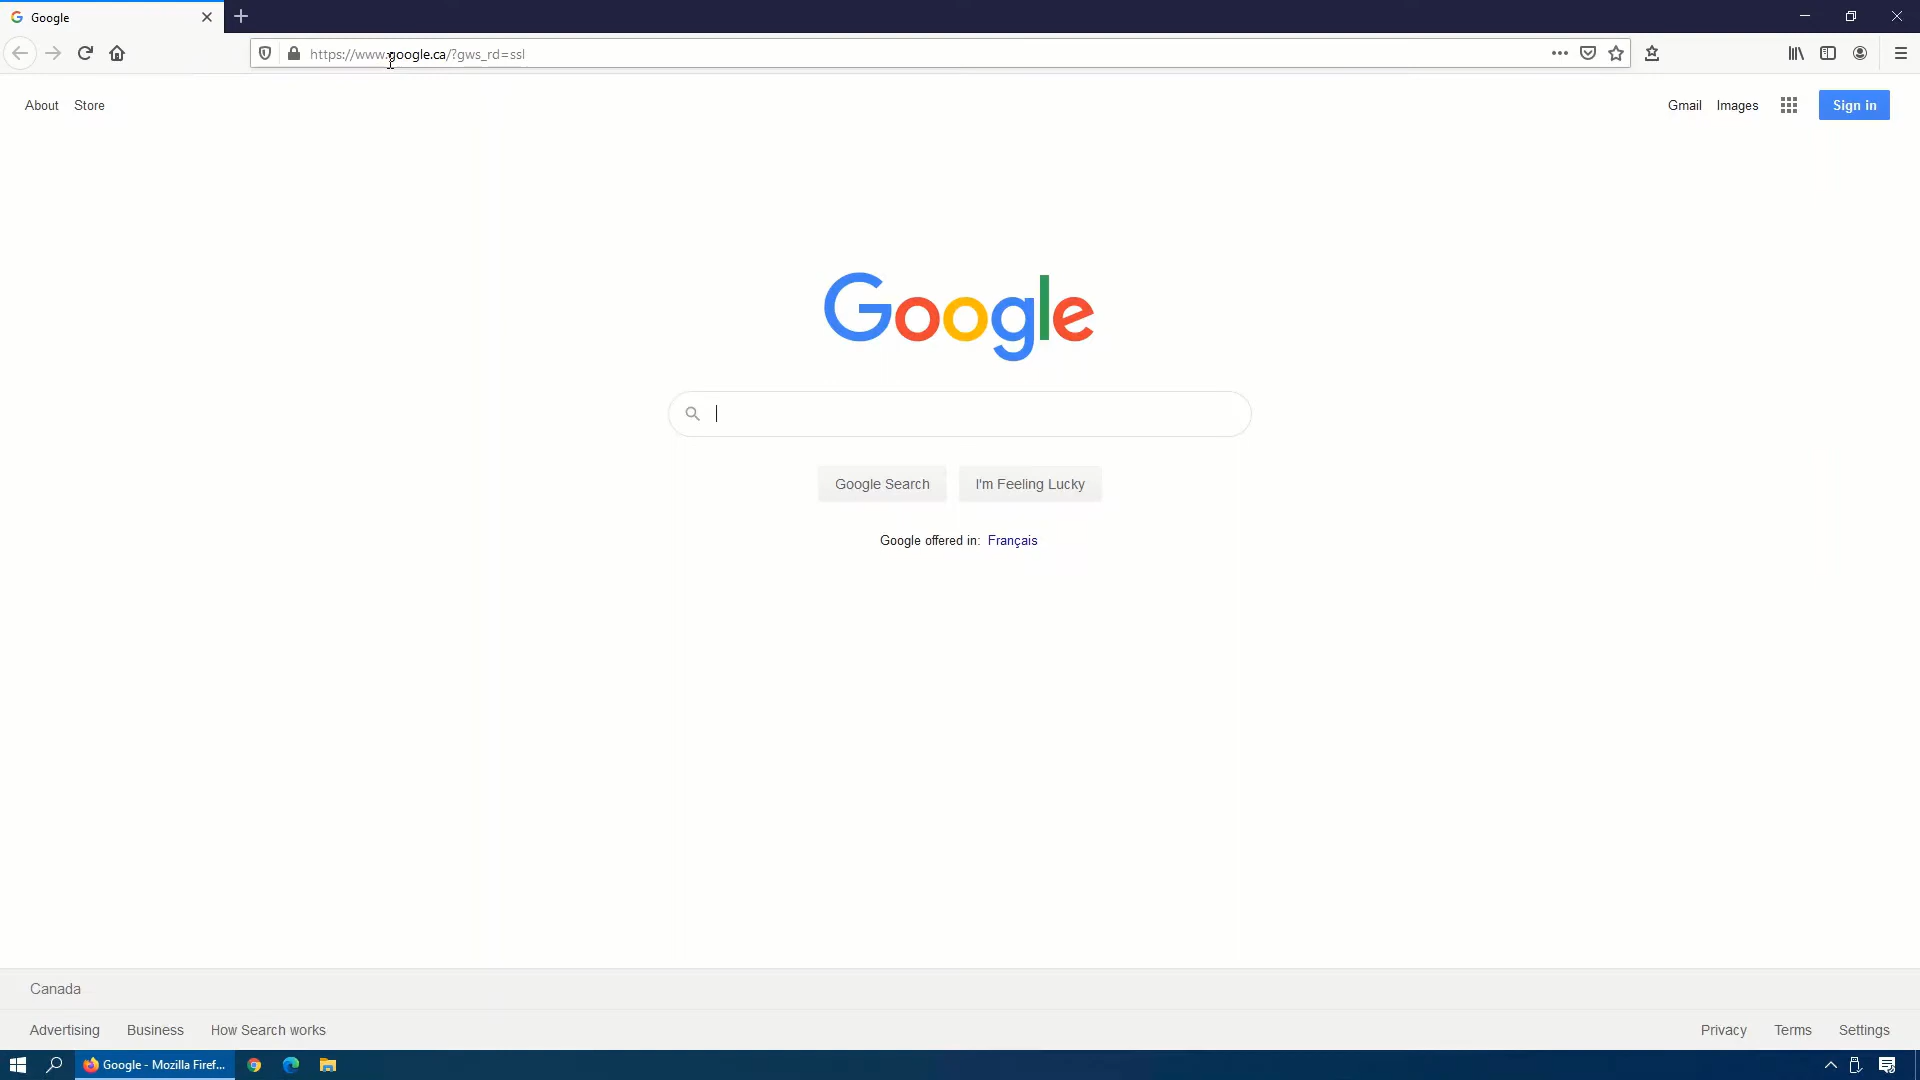 Google
https://www.google.ca/?gws_rd=ssl
About Store
Gmail Images Sign in
Google
Google Search I'm Feeling Lucky
Google offered in: Français
Canada
Advertising Business How Search works
Privacy Terms Settings
Google - Mozilla Firef...